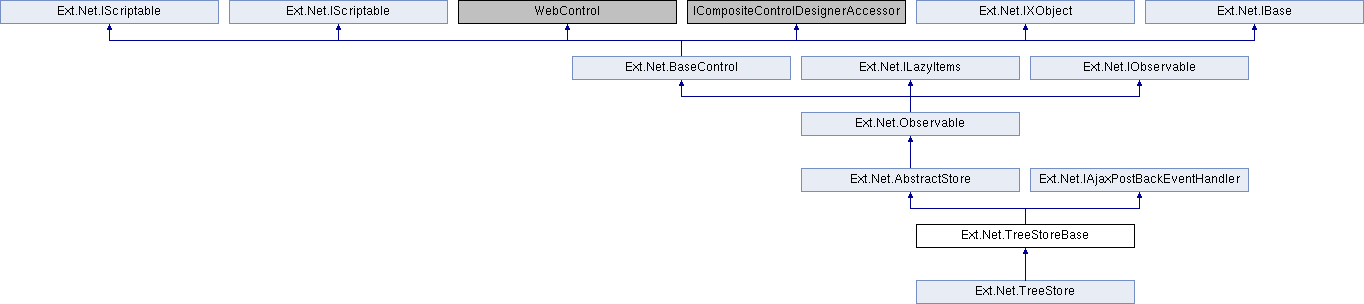 Ext.Net.IScriptable
Ext.Net.IScriptable
WebControl
ICompositeControlDesignerAccessor
Ext.Net.IXObject
Ext.Net.IBase
Ext.Net.BaseControl
Ext.Net.ILazyItems
Ext.Net.IObservable
Ext.Net.Observable
Ext.Net.AbstractStore
Ext.Net.IAjaxPostBackEventHandler
Ext.Net.TreeStoreBase
Ext.Net.TreeStore